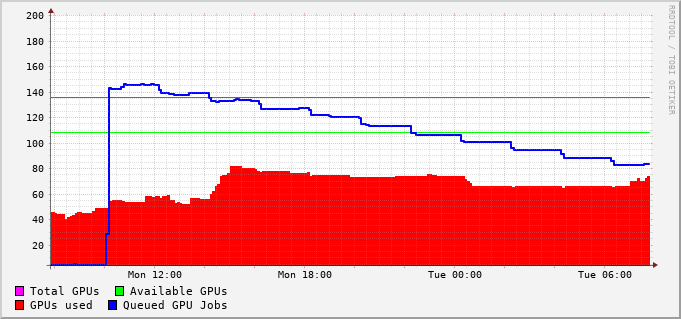 200
180
160
140
120
100
80
60
40
20
Mon 12:00 Mon 18:00 Tue 00:00 Tue 06:00
Total GPUs Available GPUs
GPUs used Queued GPU Jobs
RRDTOOL / TOBI OETIKER